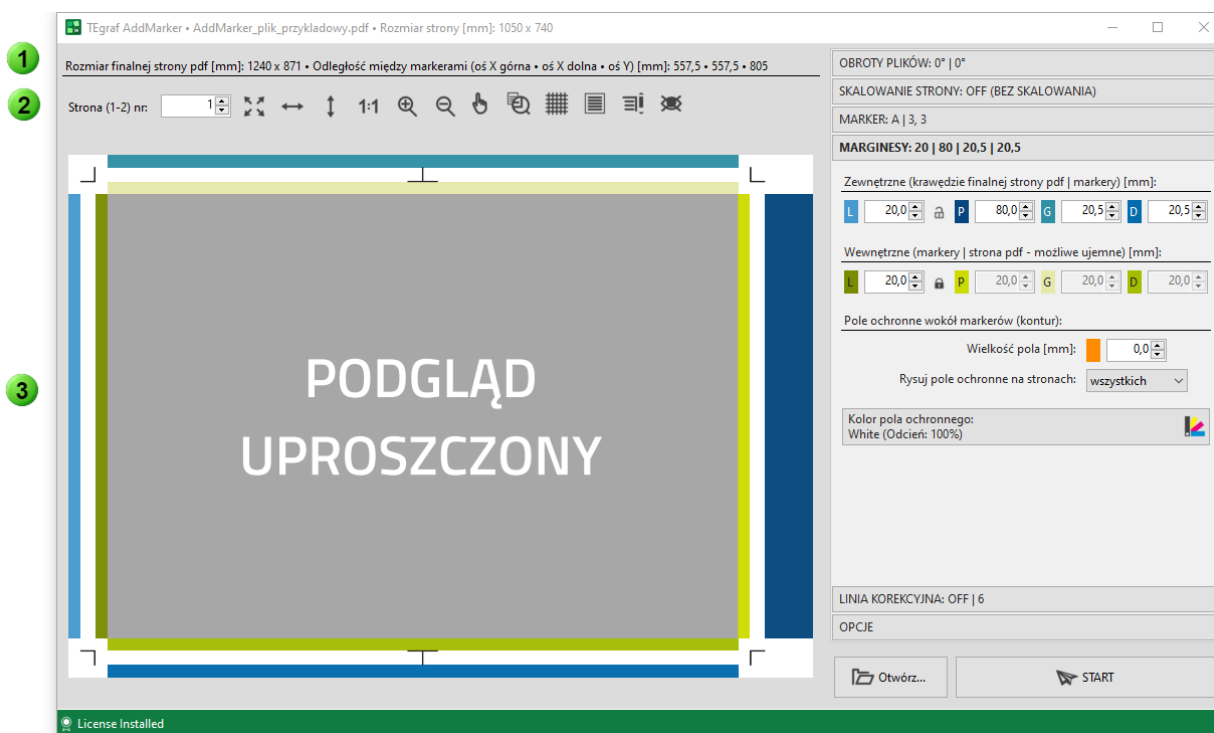 TEgraf AddMarker • AddMarker_plik_przykladowy.pdf • Rozmiar strony [mm]: 1050 x 740
1
Rozmiar finalnej strony pdf [mm]: 1240 x 871 • Odległość między markerami (oś X górna • oś X dolna • oś Y) [mm]: 557,5 • 557,5 • 805
2
Strona (1-2) nr: 1
1:1
3
PODGLĄD
UPROSZCZONY
OBROTY PLIKÓW: 0° | 0°
SKALOWANIE STRONY: OFF (BEZ SKALOWANIA)
MARKER: A | 3, 3
MARGINESY: 20 | 80 | 20,5 | 20,5
Zewnętrzne (krawędzie finalnej strony pdf | markery) [mm]:
L 20,0 P 80,0 G 20,5 D 20,5
Wewnętrzne (markery | strona pdf - możliwe ujemne) [mm]:
L 20,0 P 20,0 G 20,0 D 20,0
Pole ochronne wokół markerów (kontur):
Wielkość pola [mm]: 0,0
Rysuj pole ochronne na stronach: wszystkich
Kolor pola ochronnego:
White (Odcień: 100%)
LINIA KOREKCYJNA: OFF | 6
OPCJE
Otwórz... START
License Installed